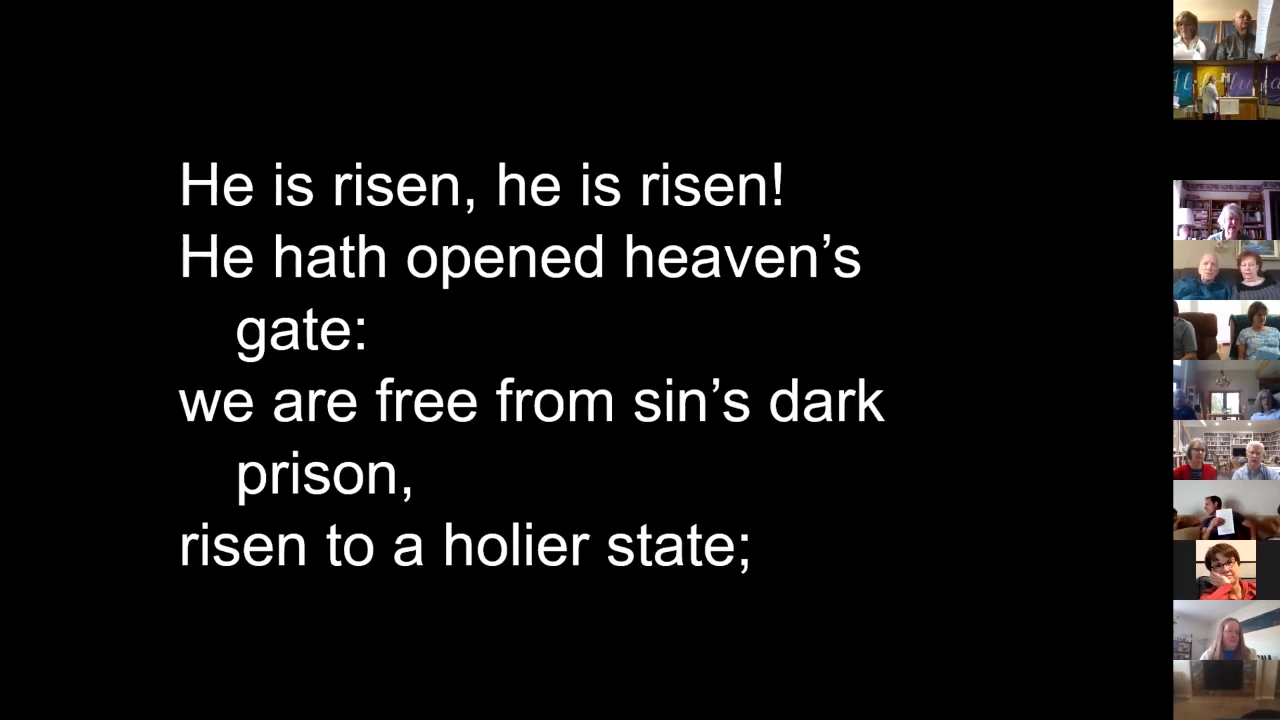 He is risen, he is risen!
He hath opened heaven’s
gate:
we are free from sin’s dark
prison,
risen to a holier state;